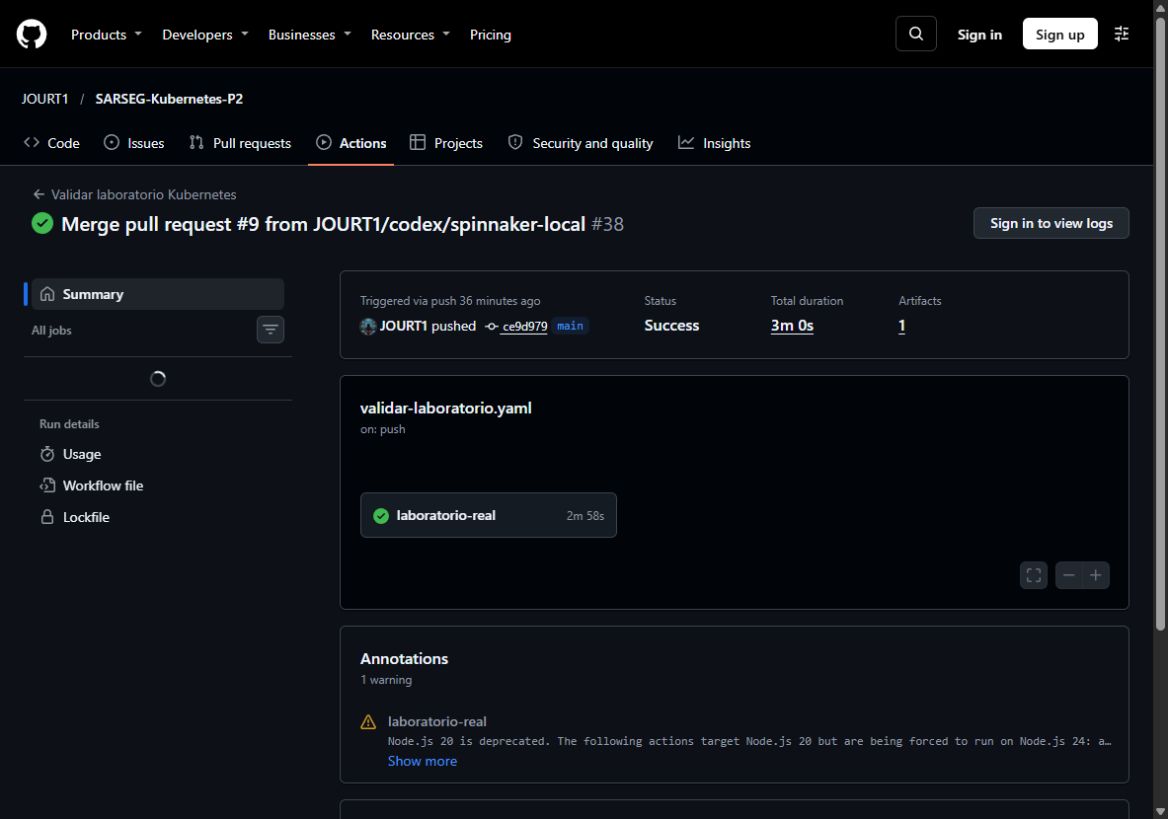 Products Developers Businesses Resources Pricing Sign in Sign up
JOURT1 / SARSEG-Kubernetes-P2
Code Issues Pull requests Actions Projects Security and quality Insights
← Validar laboratorio Kubernetes
Merge pull request #9 from JOURT1/codex/spinnaker-local #38
Sign in to view logs
Summary
All jobs
Run details
Usage
Workflow file
Lockfile
Triggered via push 36 minutes ago
JOURT1 pushed ce9d979 main
Status
Success
Total duration
3m 0s
Artifacts
1
validar-laboratorio.yaml
on: push
laboratorio-real 2m 58s
Annotations
1 warning
laboratorio-real
Node.js 20 is deprecated. The following actions target Node.js 20 but are being forced to run on Node.js 24: a…
Show more